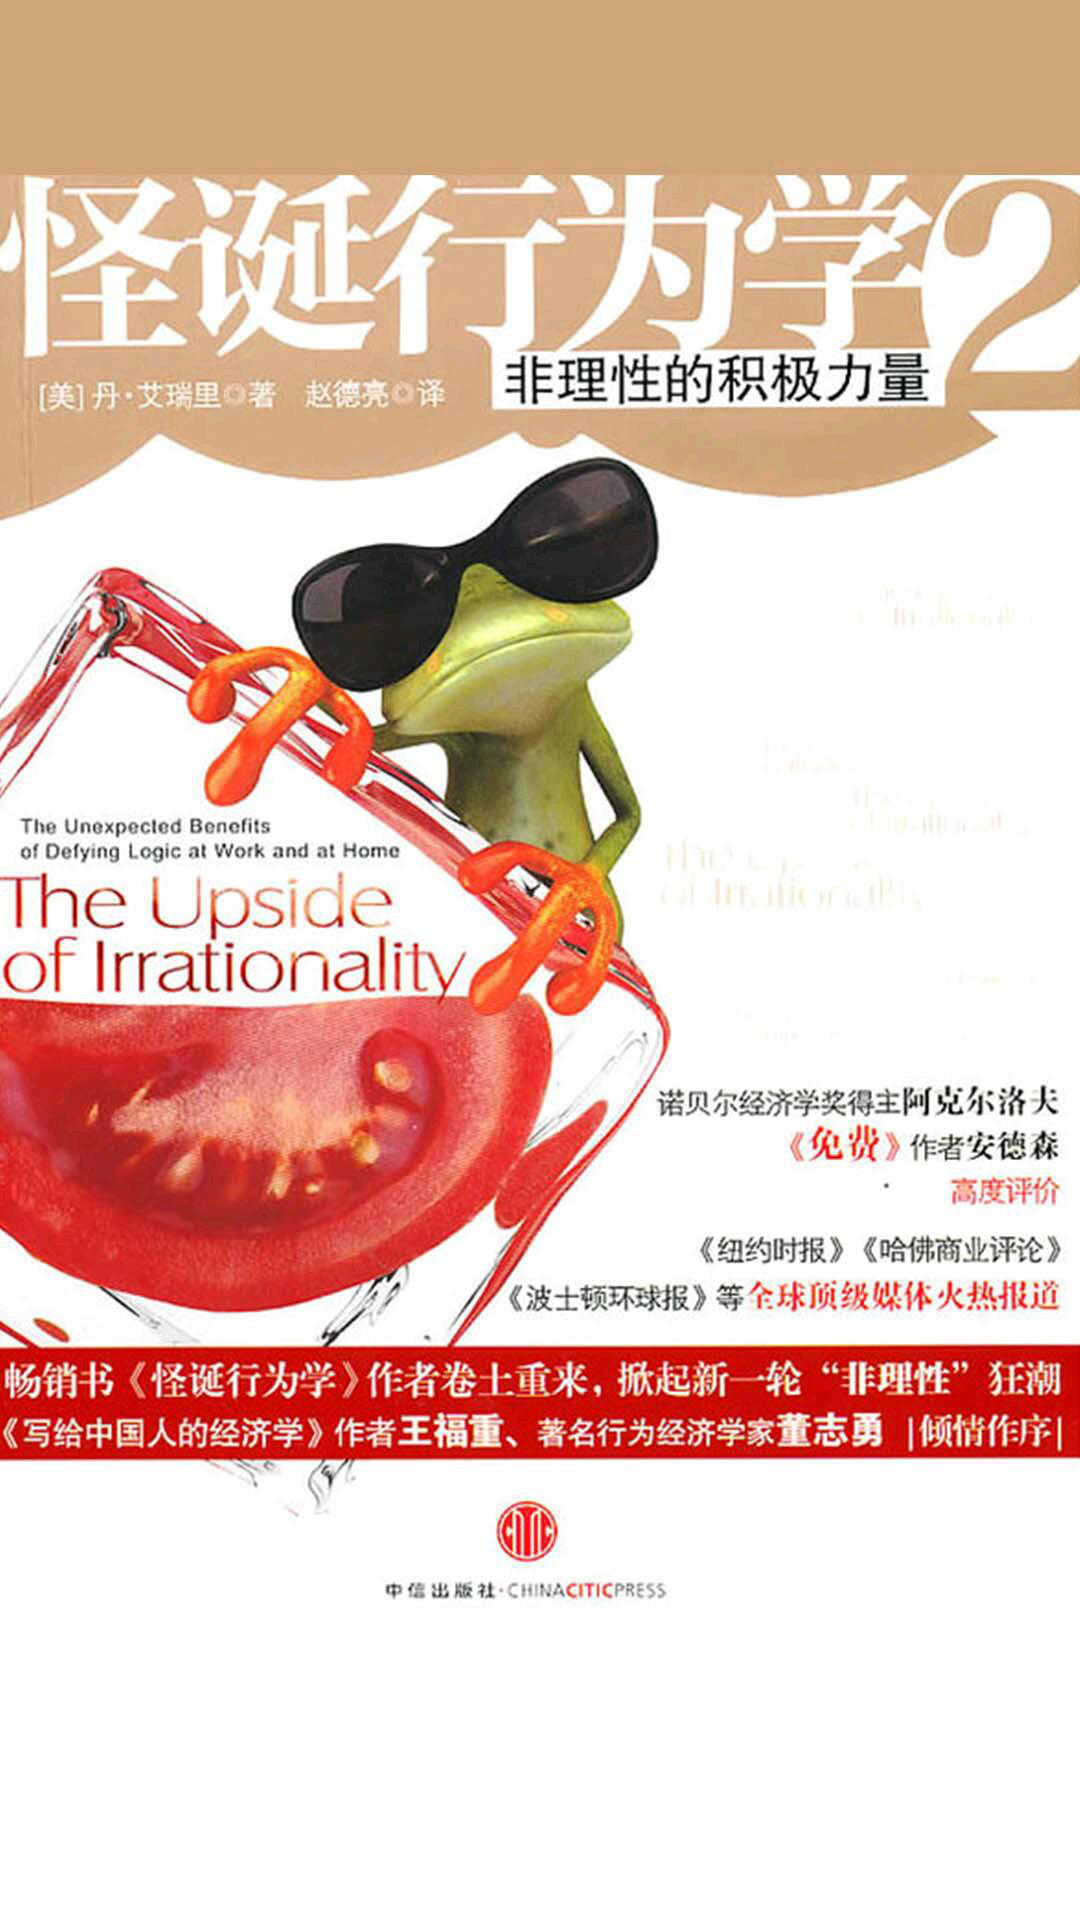 怪诞行为学2
非理性的积极力量
[美]丹·艾瑞里◎著 赵德亮◎译
The Unexpected Benefits
of Defying Logic at Work and at Home
The Upside
of Irrationality
诺贝尔经济学奖得主阿克尔洛夫
《免费》作者安德森
高度评价
《纽约时报》《哈佛商业评论》
《波士顿环球报》等全球顶级媒体火热报道
畅销书《怪诞行为学》作者卷土重来，掀起新一轮“非理性”狂潮
《写给中国人的经济学》作者王福重、著名行为经济学家董志勇 |倾情作序|
中信出版社·CHINACITICPRESS